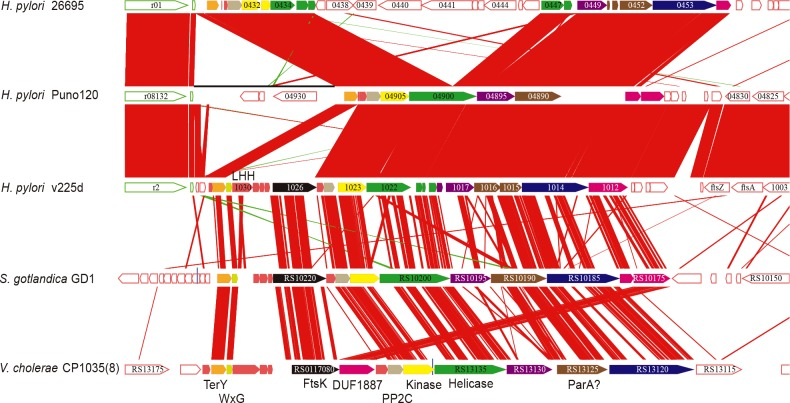 H. pylori 26695 r01 0432 0434 0438 0439 0440 0441 0444 0447 0449 0452 0453
H. pylori Puno120 r08132 04930 04905 04900 04895 04890 04830 04825
LHH
H. pylori v225d r2 1030 1026 1023 1022 1017 1016 1015 1014 1012 ftsZ ftsA 1003
S. gotlandica GD1 RS10220 RS10200 RS10195 RS10190 RS10185 RS10175 RS10150
V. cholerae CP1035(8) RS13175 RS0117080 RS13135 RS13130 RS13125 RS13120 RS13115
TerY FtsK DUF1887 Kinase Helicase ParA?
WxG PP2C